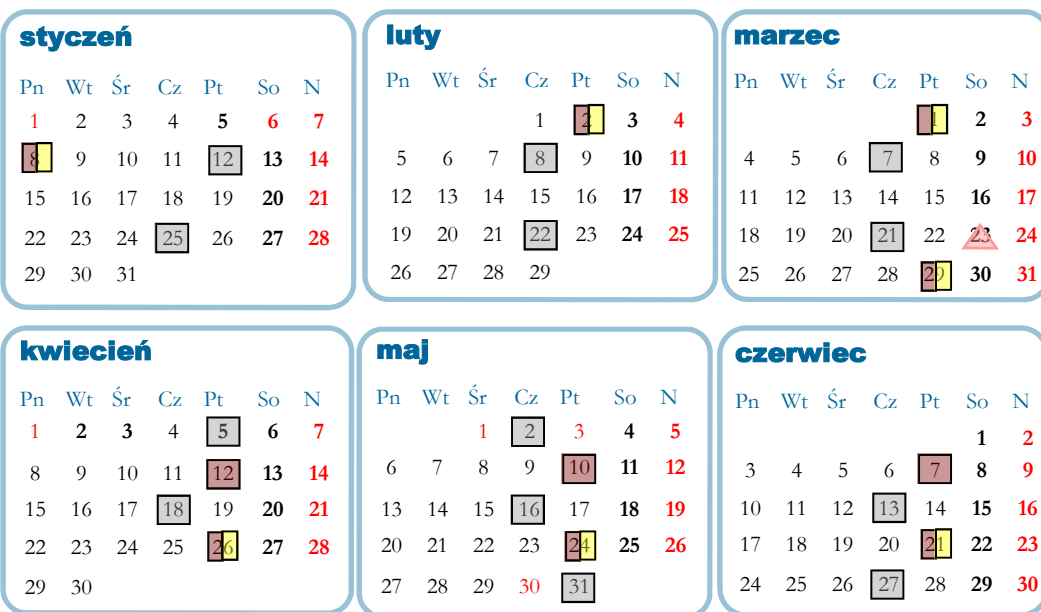 styczeń
Pn Wt Śr Cz Pt So N
1 2 3 4 5 6 7
8 9 10 11 12 13 14
15 16 17 18 19 20 21
22 23 24 25 26 27 28
29 30 31
luty
Pn Wt Śr Cz Pt So N
1 2 3 4
5 6 7 8 9 10 11
12 13 14 15 16 17 18
19 20 21 22 23 24 25
26 27 28 29
marzec
Pn Wt Śr Cz Pt So N
1 2 3
4 5 6 7 8 9 10
11 12 13 14 15 16 17
18 19 20 21 22 23 24
25 26 27 28 29 30 31
kwiecień
Pn Wt Śr Cz Pt So N
1 2 3 4 5 6 7
8 9 10 11 12 13 14
15 16 17 18 19 20 21
22 23 24 25 26 27 28
29 30
maj
Pn Wt Śr Cz Pt So N
1 2 3 4 5
6 7 8 9 10 11 12
13 14 15 16 17 18 19
20 21 22 23 24 25 26
27 28 29 30 31
czerwiec
Pn Wt Śr Cz Pt So N
1 2
3 4 5 6 7 8 9
10 11 12 13 14 15 16
17 18 19 20 21 22 23
24 25 26 27 28 29 30